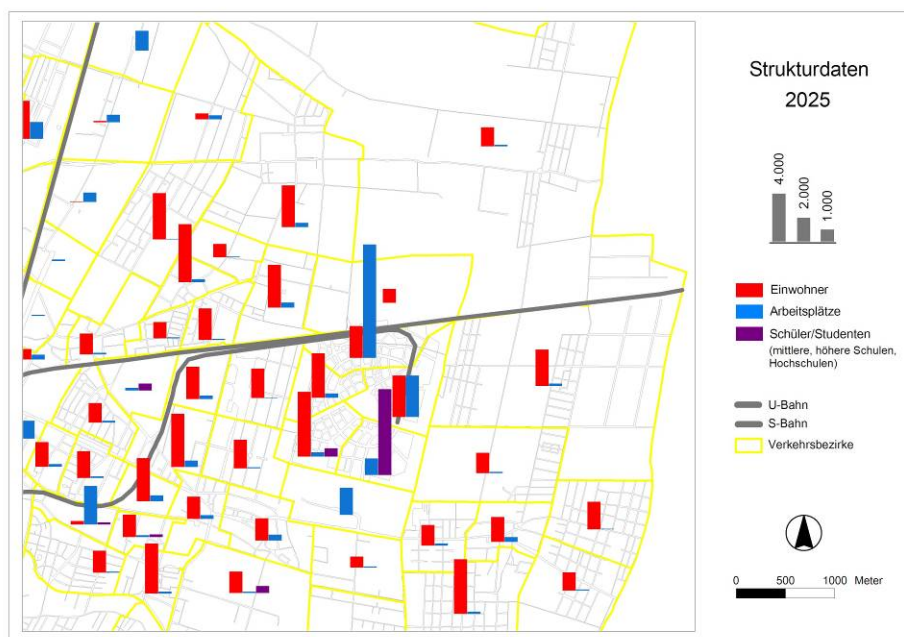 Strukturdaten
2025
4.000
2.000
1.000
Einwohner
Arbeitsplätze
Schüler/Studenten
(mittlere, höhere Schulen,
Hochschulen)
U-Bahn
S-Bahn
Verkehrsbezirke
0 500 1000 Meter